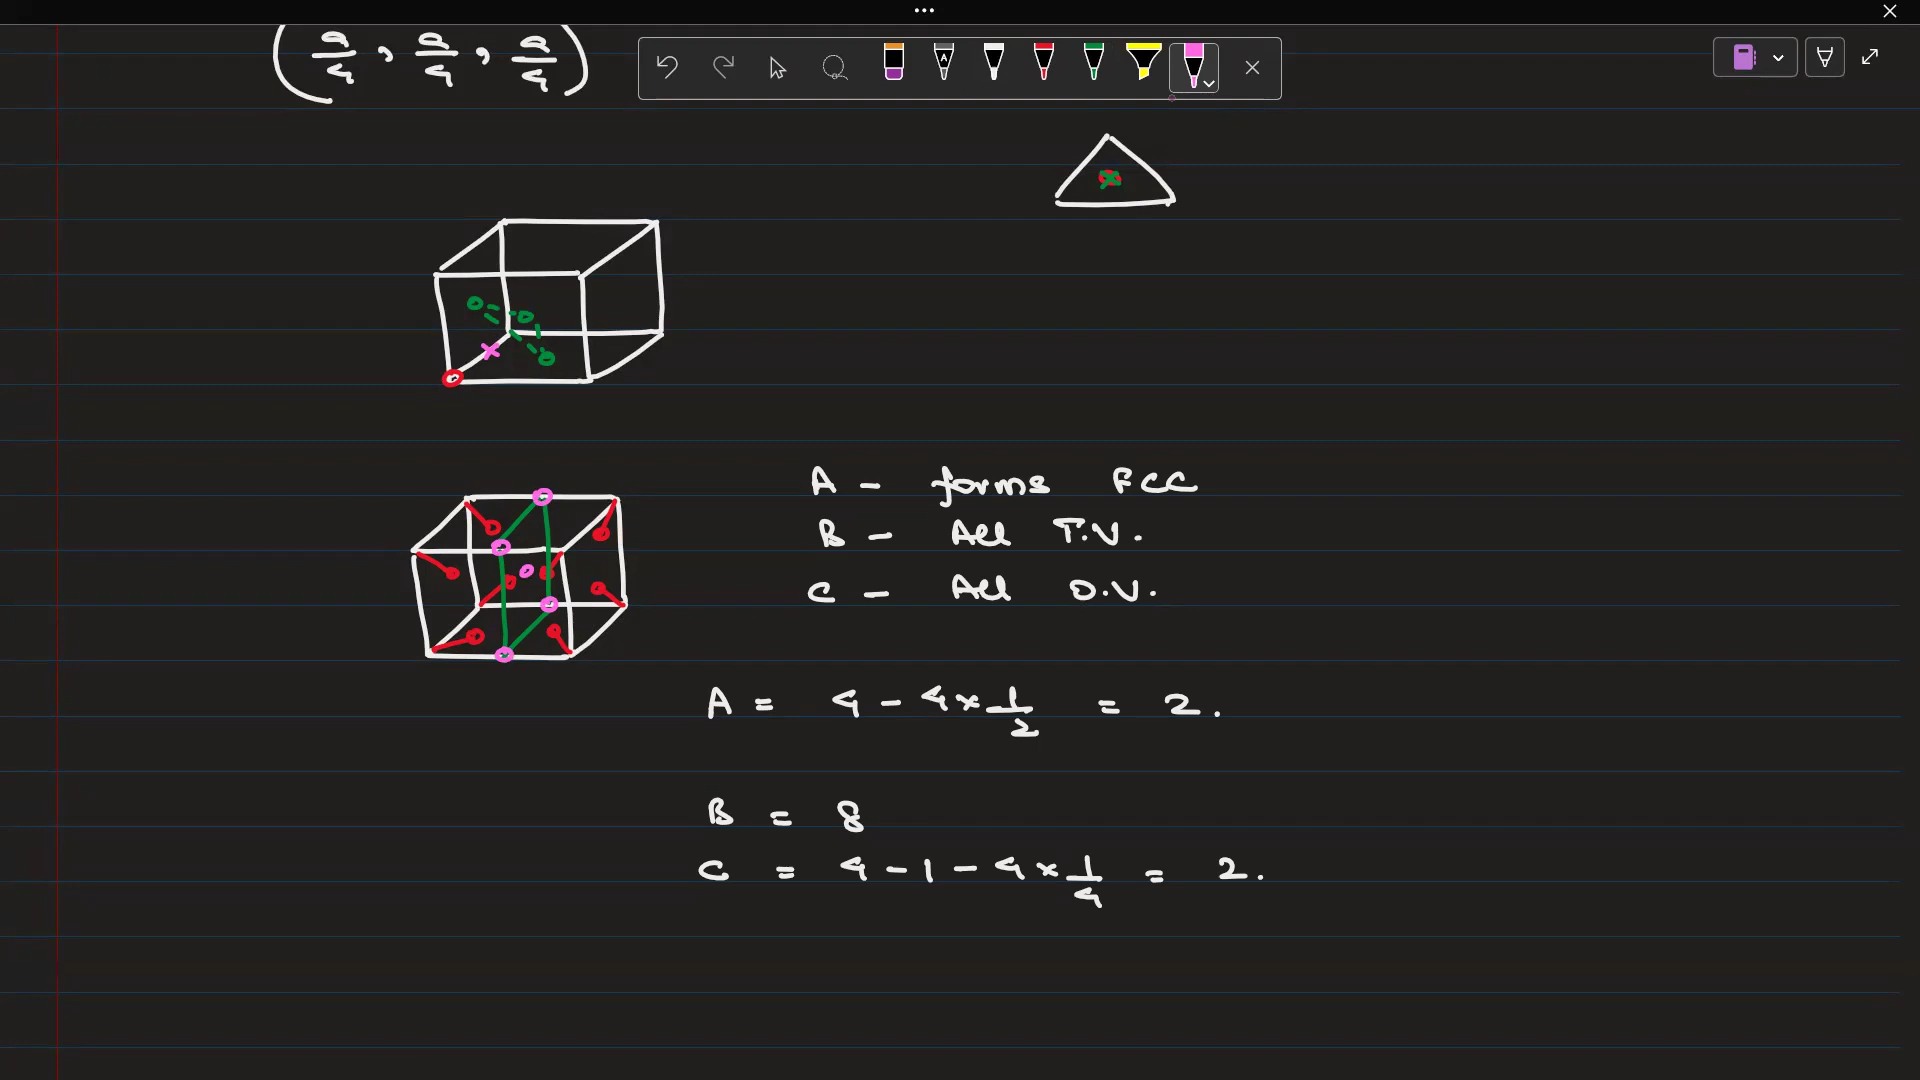 (a/4, a/4, a/4)
A - forms FCC
B - All T.V.
C - All O.V.
A = 4 - 4 × 1/2 = 2.
B = 8
C = 4 - 1 - 4 × 1/4 = 2.